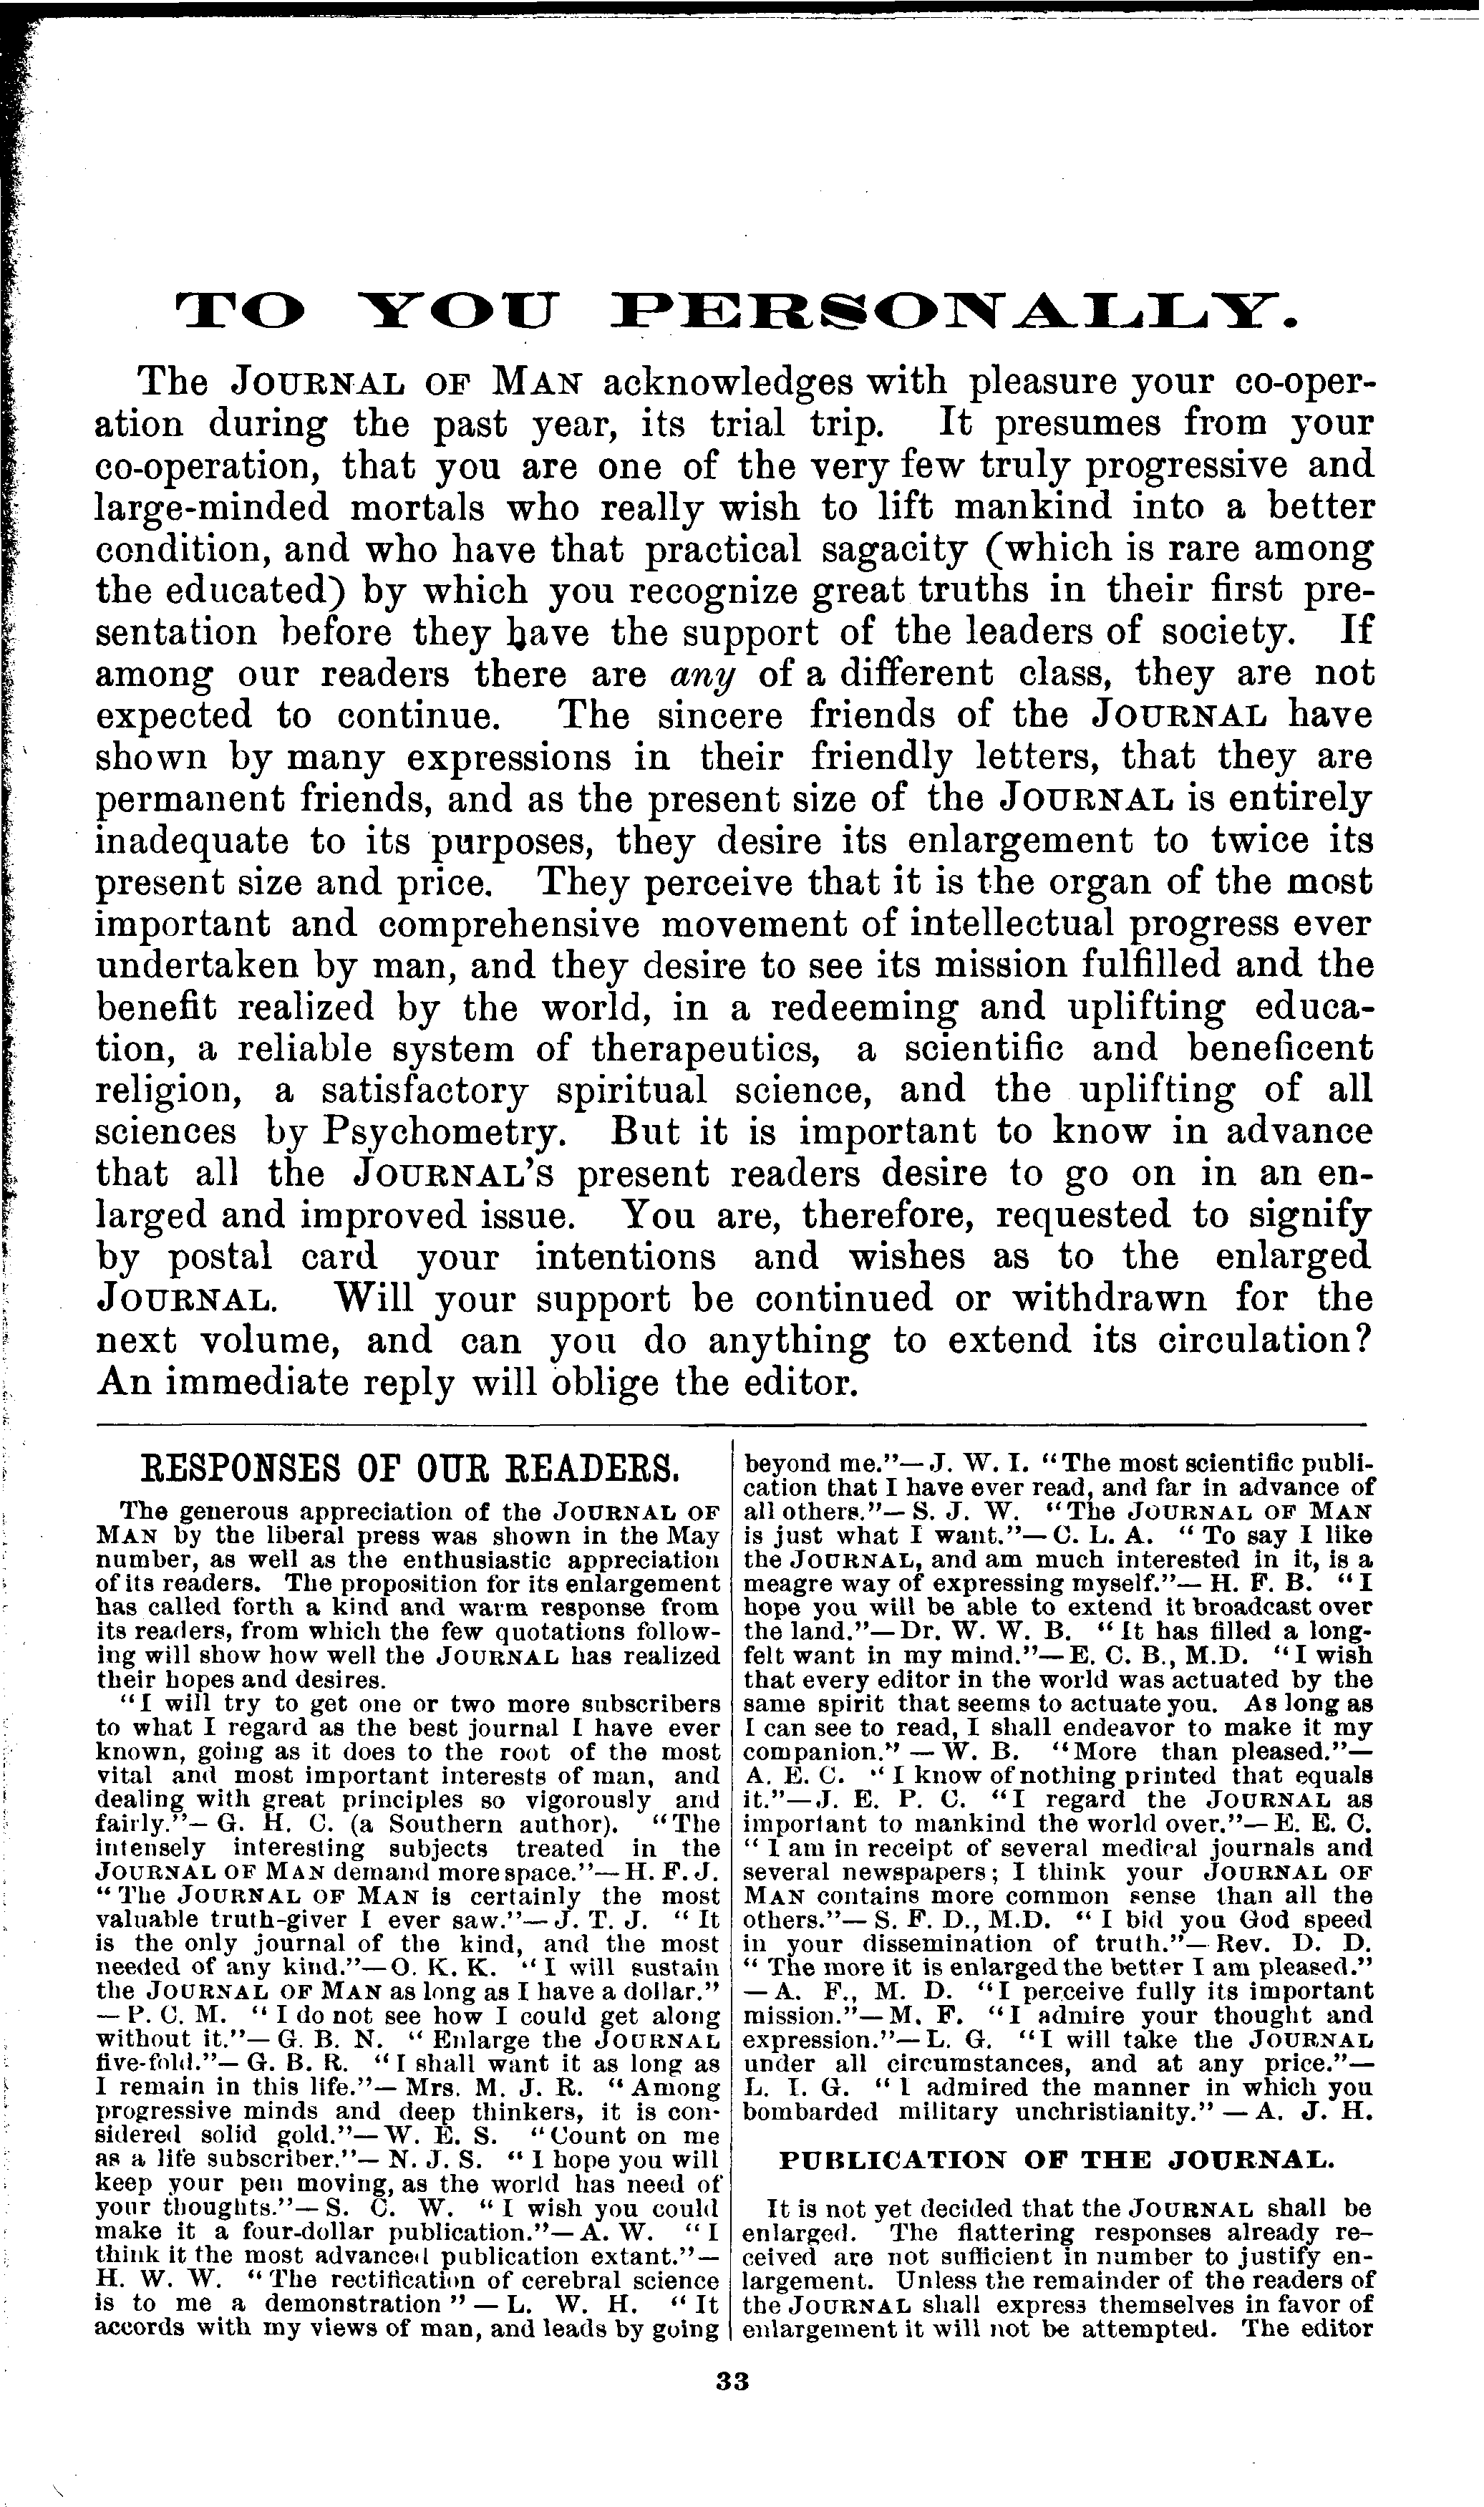 TO YOU PERSONALLY.
The JOURNAL OF MAN acknowledges with pleasure your co-oper-
ation during the past year, its trial trip. It presumes from your
co-operation, that you are one of the very few truly progressive and
large-minded mortals who really wish to lift mankind into a better
condition, and who have that practical sagacity (which is rare among
the educated) by which you recognize great truths in their first pre-
sentation before they have the support of the leaders of society. If
among our readers there are any of a different class, they are not
expected to continue. The sincere friends of the JOURNAL have
shown by many expressions in their friendly letters, that they are
permanent friends, and as the present size of the JOURNAL is entirely
inadequate to its purposes, they desire its enlargement to twice its
present size and price. They perceive that it is the organ of the most
important and comprehensive movement of intellectual progress ever
undertaken by man, and they desire to see its mission fulfilled and the
benefit realized by the world, in a redeeming and uplifting educa-
tion, a reliable system of therapeutics, a scientific and beneficent
religion, a satisfactory spiritual science, and the uplifting of all
sciences by Psychometry. But it is important to know in advance
that all the JOURNAL'S present readers desire to go on in an en-
larged and improved issue. You are, therefore, requested to signify
by postal card your intentions and wishes as to the enlarged
JOURNAL. Will your support be continued or withdrawn for the
next volume, and can you do anything to extend its circulation?
An immediate reply will oblige the editor.
RESPONSES OF OUR READERS.
The generous appreciation of the JOURNAL OF
MAN by the liberal press was shown in the May
number, as well as the enthusiastic appreciation
of its readers. The proposition for its enlargement
has called forth a kind and warm response from
its readers, from which the few quotations follow-
ing will show how well the JOURNAL has realized
their hopes and desires.
"I will try to get one or two more subscribers
to what I regard as the best journal I have ever
known, going as it does to the root of the most
vital and most important interests of man, and
dealing with great principles so vigorously and
fairly."— G. H. C. (a Southern author). "The
intensely interesting subjects treated in the
JOURNAL OF MAN demand more space."— H. F. J.
"The JOURNAL OF MAN is certainly the most
valuable truth-giver I ever saw."— J. T. J. "It
is the only journal of the kind, and the most
needed of any kind."—O. K. K. "I will sustain
the JOURNAL OF MAN as long as I have a dollar."
— P. C. M. "I do not see how I could get along
without it."— G. B. N. "Enlarge the JOURNAL
five-fold."— G. B. R. "I shall want it as long as
I remain in this life."— Mrs. M. J. R. "Among
progressive minds and deep thinkers, it is con-
sidered solid gold."— W. E. S. "Count on me
as a life subscriber."— N. J. S. "I hope you will
keep your pen moving, as the world has need of
your thoughts."— S. C. W. "I wish you could
make it a four-dollar publication."— A. W. "I
think it the most advanced publication extant."—
H. W. W. "The rectification of cerebral science
is to me a demonstration" — L. W. H. "It
accords with my views of man, and leads by going
beyond me."— J. W. I. "The most scientific publi-
cation that I have ever read, and far in advance of
all others."— S. J. W. "The JOURNAL OF MAN
is just what I want."— C. L. A. "To say I like
the JOURNAL, and am much interested in it, is a
meagre way of expressing myself."— H. F. B. "I
hope you will be able to extend it broadcast over
the land."— Dr. W. W. B. "It has filled a long-
felt want in my mind."— E. C. B., M.D. "I wish
that every editor in the world was actuated by the
same spirit that seems to actuate you. As long as
I can see to read, I shall endeavor to make it my
companion." — W. B. "More than pleased."—
A. E. C. "I know of nothing printed that equals
it."—J. E. P. C. "I regard the JOURNAL as
important to mankind the world over."— E. E. C.
"I am in receipt of several medical journals and
several newspapers; I think your JOURNAL OF
MAN contains more common sense than all the
others."— S. F. D., M.D. "I bid you God speed
in your dissemination of truth."— Rev. D. D.
"The more it is enlarged the better I am pleased."
— A. F., M. D. "I perceive fully its important
mission."— M. F. "I admire your thought and
expression."— L. G. "I will take the JOURNAL
under all circumstances, and at any price."—
L. I. G. "I admired the manner in which you
bombarded military unchristianity." — A. J. H.
PUBLICATION OF THE JOURNAL.
It is not yet decided that the JOURNAL shall be
enlarged. The flattering responses already re-
ceived are not sufficient in number to justify en-
largement. Unless the remainder of the readers of
the JOURNAL shall express themselves in favor of
enlargement it will not be attempted. The editor
33